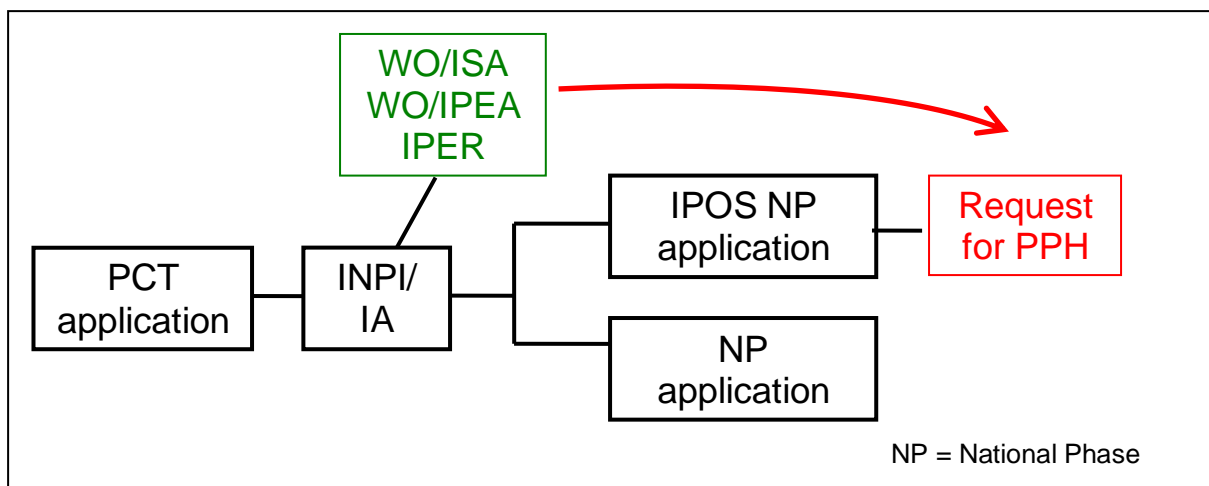 WO/ISA
WO/IPEA
IPER
IPOS NP
application
Request
for PPH
PCT
application
INPI/
IA
NP
application
NP = National Phase